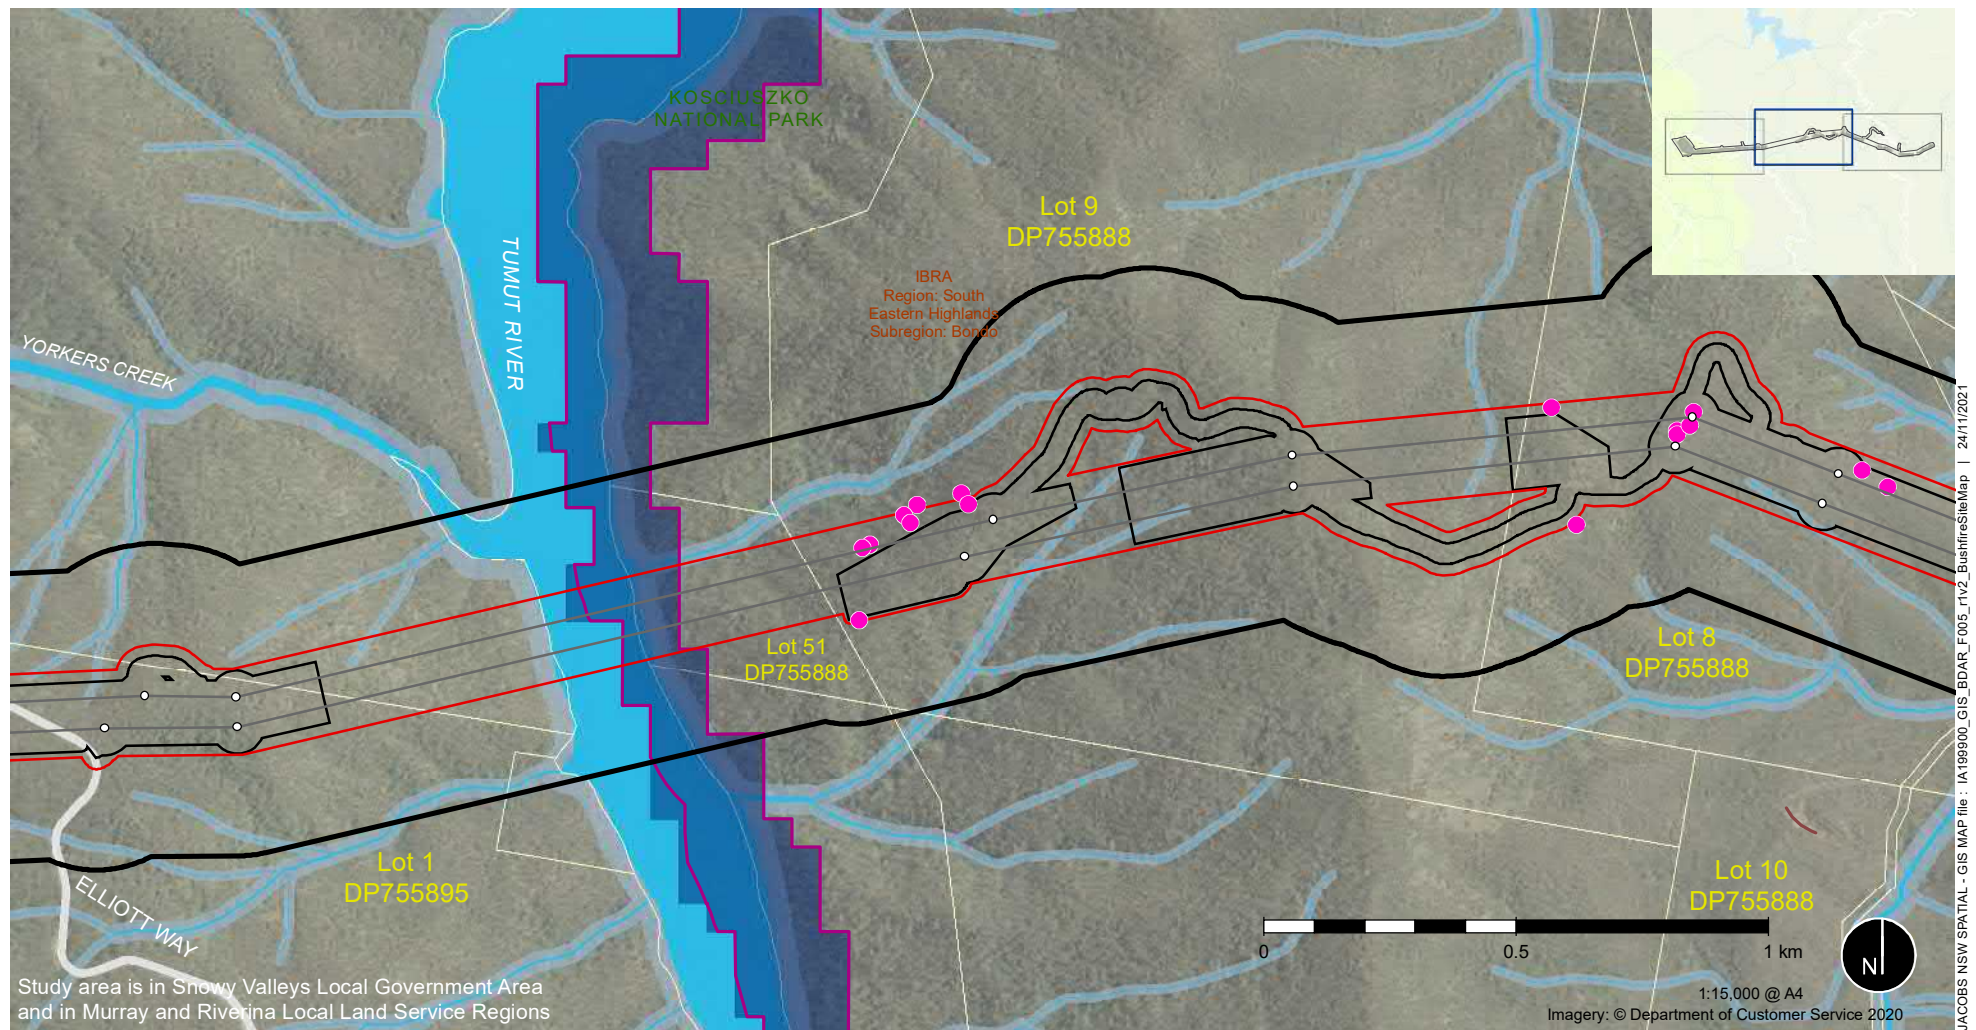 KOSCIUSZKO
NATIONAL PARK
Lot 9
DP755888
TUMUT RIVER
IBRA
Region: South
Eastern Highlands
Subregion: Bondo
YORKERS CREEK
Lot 51
DP755888
Lot 8
DP755888
Lot 1
DP755895
ELLIOTT WAY
Lot 10
DP755888
0 0.5 1 km
N
1:15,000 @ A4
Imagery: © Department of Customer Service 2020
Study area is in Snowy Valleys Local Government Area
and in Murray and Riverina Local Land Service Regions
JACOBS NSW SPATIAL - GIS MAP file : IA199900_GIS_BDAR_F005_r1v2_BushfireSiteMap | 24/11/2021